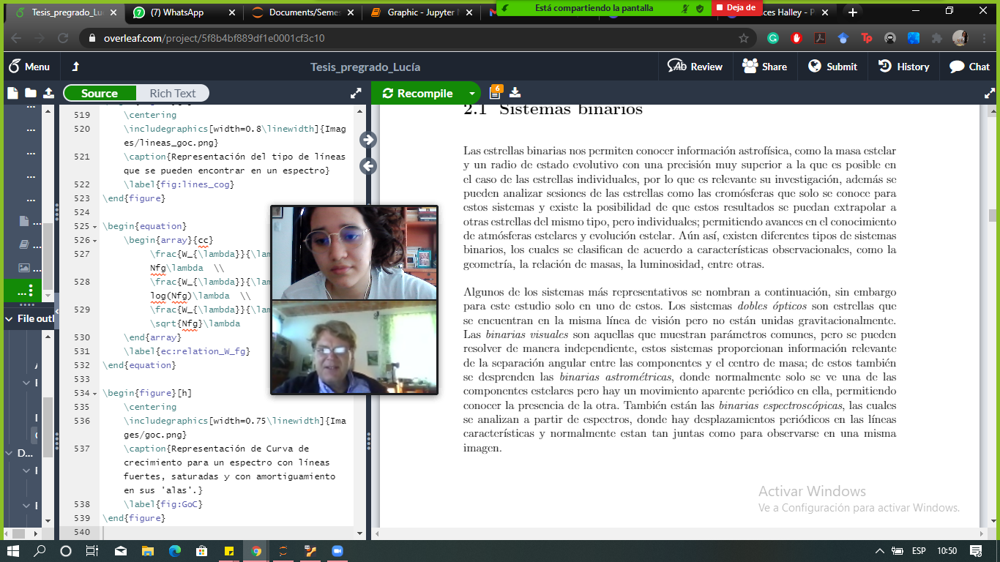 Tesis_pregrado_Lu
(7) WhatsApp
Documents/Semes
Graphic - Jupyter
Está compartiendo la pantalla
Deja de
ces Halley - P
overleaf.com/project/5f8b4bf889df1e0001cf3c10
Menu
Tesis_pregrado_Lucía
Review
Share
Submit
History
Chat
Source
Rich Text
Recompile
6
File outl
D...
519 \centering
520 \includegraphics[width=0.8\linewidth]{Imag
es/lineas_goc.png}
521 \caption{Representación del tipo de líneas
que se pueden encontrar en un espectro}
522 \label{fig:lines_cog}
523 \end{figure}
524
525 \begin{equation}
526 \begin{array}{cc}
527 \frac{W_{\lambda}}{\lam
Nfg\lambda \\
528 \frac{W_{\lambda}}{\lam
log(Nfg)\lambda \\
529 \frac{W_{\lambda}}{\lam
\sqrt{Nfg}\lambda
530 \end{array}
531 \label{ec:relation_W_fg}
532 \end{equation}
533
534 \begin{figure}[h]
535 \centering
536 \includegraphics[width=0.75\linewidth]{Ima
ges/goc.png}
537 \caption{Representación de Curva de
crecimiento para un espectro con líneas
fuertes, saturadas y con amortiguamiento
en sus 'alas'.}
538 \label{fig:GoC}
539 \end{figure}
540
2.1 Sistemas binarios
Las estrellas binarias nos permiten conocer información astrofísica, como la masa estelar
y un radio de estado evolutivo con una precisión muy superior a la que es posible en
el caso de las estrellas individuales, por lo que es relevante su investigación, además se
pueden analizar sesiones de las estrellas como las cromósferas que solo se conoce para
estos sistemas y existe la posibilidad de que estos resultados se puedan extrapolar a
otras estrellas del mismo tipo, pero individuales; permitiendo avances en el conocimiento
de atmósferas estelares y evolución estelar. Aún así, existen diferentes tipos de sistemas
binarios, los cuales se clasifican de acuerdo a características observacionales, como la
geometría, la relación de masas, la luminosidad, entre otras.
Algunos de los sistemas más representativos se nombran a continuación, sin embargo
para este estudio solo en uno de estos. Los sistemas dobles ópticos son estrellas que
se encuentran en la misma línea de visión pero no están unidas gravitacionalmente.
Las binarias visuales son aquellas que muestran parámetros comunes, pero se pueden
resolver de manera independiente, estos sistemas proporcionan información relevante
de la separación angular entre las componentes y el centro de masa; de estos también
se desprenden las binarias astrométricas, donde normalmente solo se ve una de las
componentes estelares pero hay un movimiento aparente periódico en ella, permitiendo
conocer la presencia de la otra. También están las binarias espectroscópicas, las cuales
se analizan a partir de espectros, donde hay desplazamientos periódicos en las líneas
características y normalmente estan tan juntas como para observarse en una misma
imagen.
Activar Windows
Ve a Configuración para activar Windows.
ESP
10:50